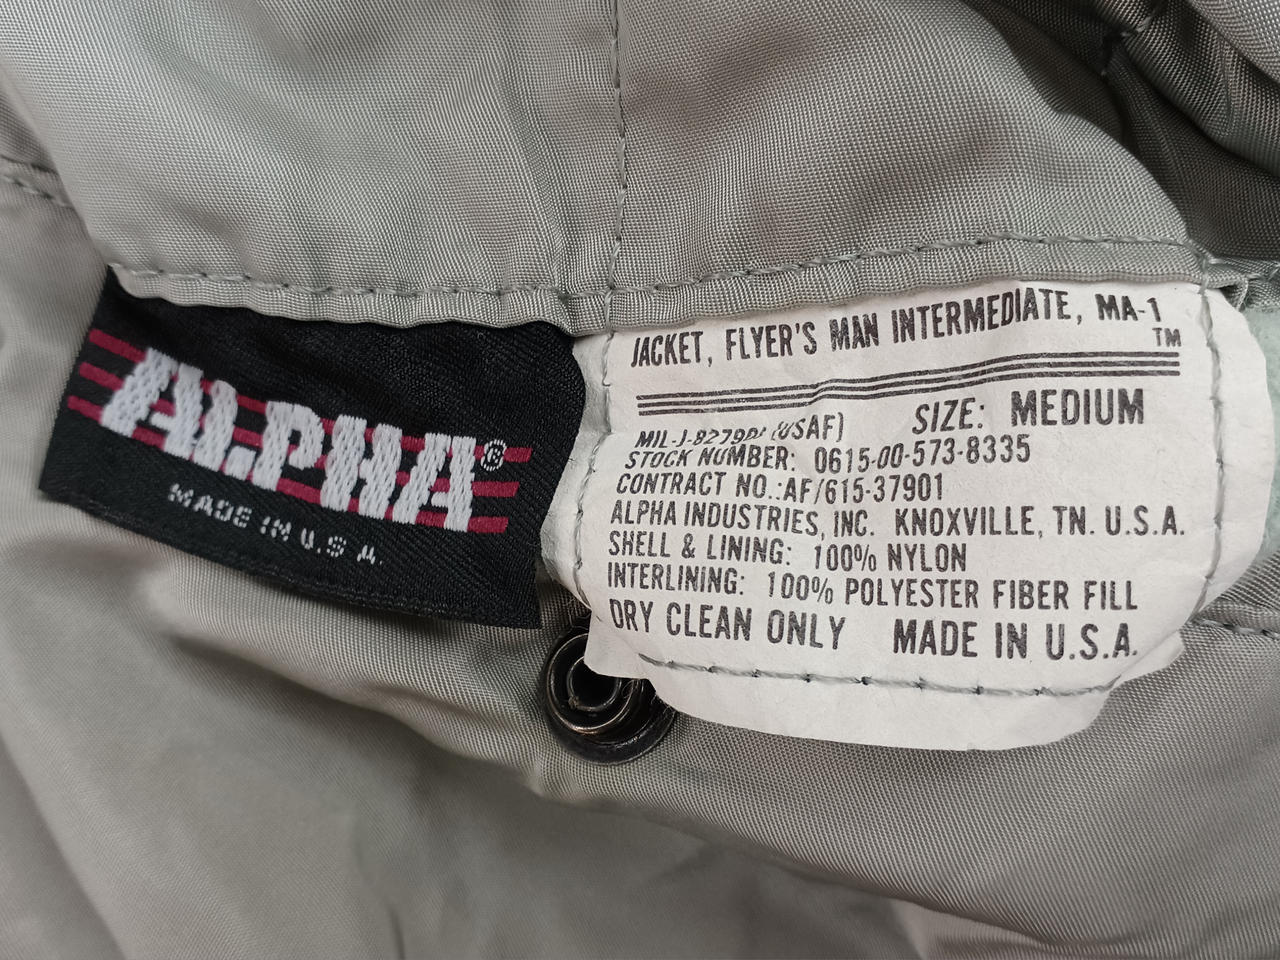 ALPHA®
MADE IN U.S.A.
JACKET, FLYER'S MAN INTERMEDIATE, MA-1
TM
SIZE: MEDIUM
(USAF)
STOCK NUMBER: 0615-00-573-8335
CONTRACT NO.:AF/615-37901
ALPHA INDUSTRIES, INC. KNOXVILLE, TN. U.S.A.
SHELL & LINING: 100% NYLON
INTERLINING: 100% POLYESTER FIBER FILL
DRY CLEAN ONLY MADE IN U.S.A.